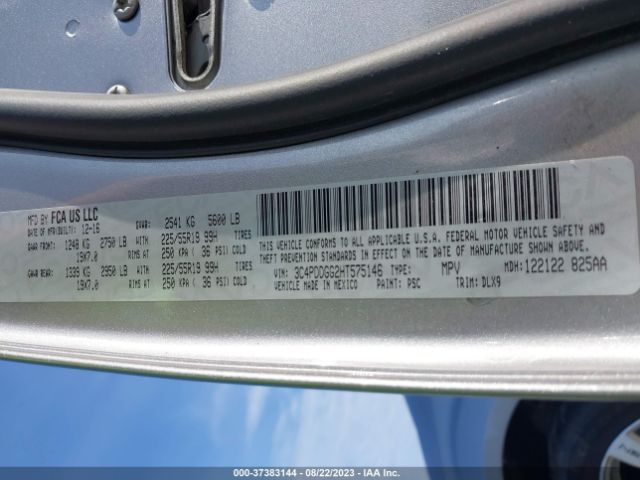 MFD BY FCA US LLC
DATE OF MFR(MON/YR): 12-16 GVWR: 2541 KG 5600 LB
GAWR FRONT: 1248 KG 2750 LB WITH 225/55R19 99H TIRES
19X7.0 RIMS AT 250 KPA ( 36 PSI) COLD
GAWR REAR: 1339 KG 2950 LB WITH 225/55R19 99H TIRES
19X7.0 RIMS AT 250 KPA ( 36 PSI) COLD
THIS VEHICLE CONFORMS TO ALL APPLICABLE U.S.A. FEDERAL MOTOR VEHICLE SAFETY AND
THEFT PREVENTION STANDARDS IN EFFECT ON THE DATE OF MANUFACTURE SHOWN ABOVE.
VIN: 3C4PDDGG2HT575146 TYPE: MPV MDH: 122122 825AA
VEHICLE MADE IN MEXICO PAINT: PSC TRIM: DLX9
000-37383144 - 08/22/2023 - IAA Inc.